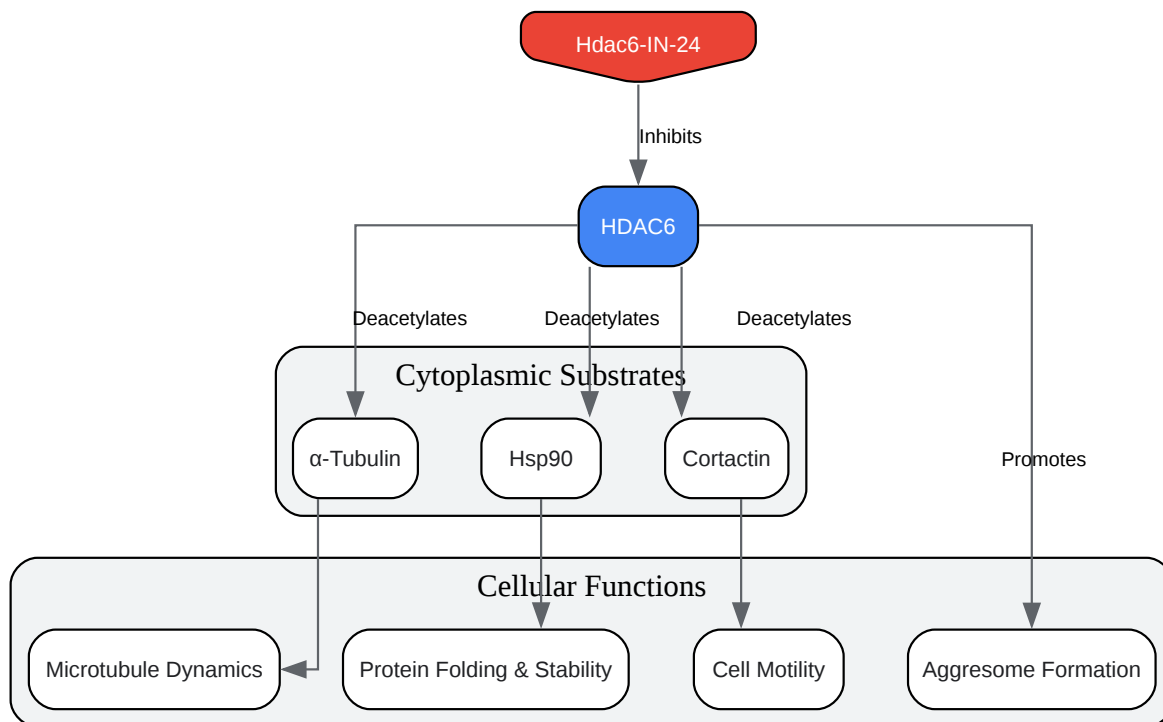 Hdac6-IN-24
Inhibits
HDAC6
Deacetylates
Deacetylates
Deacetylates
Cytoplasmic Substrates
α-Tubulin
Hsp90
Cortactin
Promotes
Cellular Functions
Microtubule Dynamics
Protein Folding & Stability
Cell Motility
Aggresome Formation